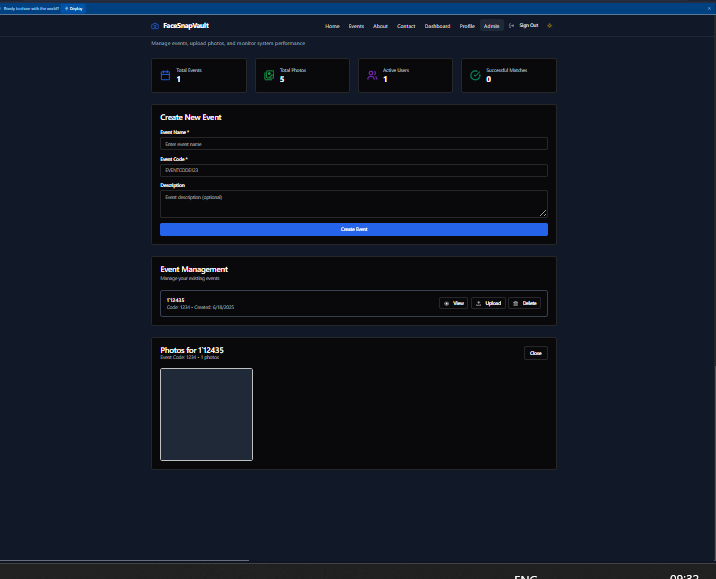 Ready to share with the world? Deploy
FaceSnapVault Home Events About Contact Dashboard Profile Admin Sign Out
Manage events, upload photos, and monitor system performance
Total Events
1
Total Photos
5
Active Users
1
Successful Matches
0
Create New Event
Event Name *
Enter event name
Event Code *
EVENTCODE123
Description
Event description (optional)
Create Event
Event Management
Manage your existing events
1'12435
Code: 1234 • Created: 6/18/2025
View Upload Delete
Photos for 1'12435
Event Code: 1234 • 1 photos
Close
ENG 09:32